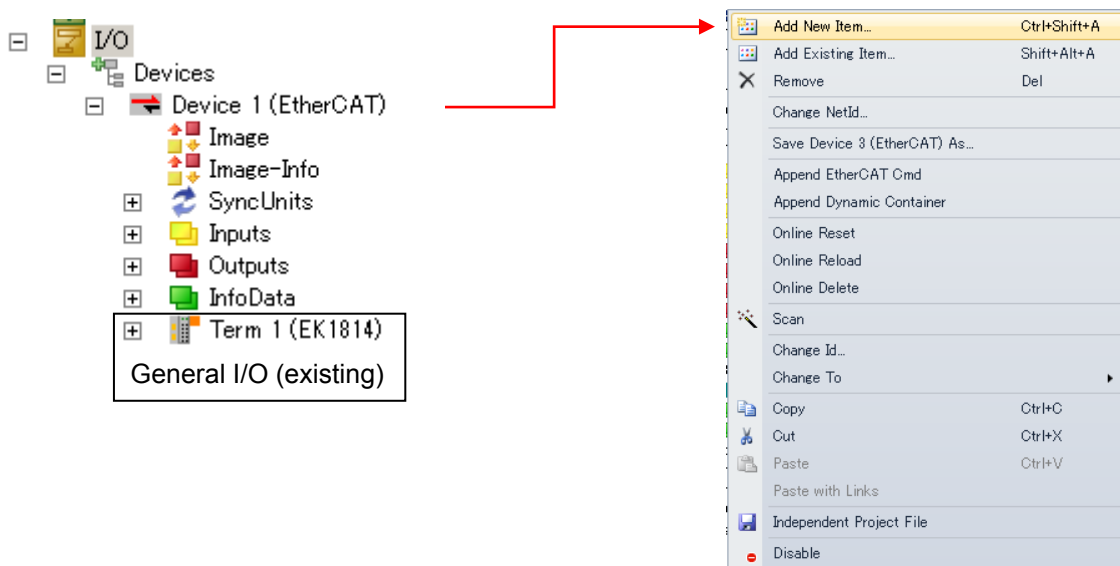 I/O
Devices
Device 1 (EtherCAT)
Image
Image-Info
SyncUnits
Inputs
Outputs
InfoData
Term 1 (EK1814)
General I/O (existing)
Add New Item... Ctrl+Shift+A
Add Existing Item... Shift+Alt+A
Remove Del
Change NetId...
Save Device 3 (EtherCAT) As...
Append EtherCAT Cmd
Append Dynamic Container
Online Reset
Online Reload
Online Delete
Scan
Change Id...
Change To
Copy Ctrl+C
Cut Ctrl+X
Paste Ctrl+V
Paste with Links
Independent Project File
Disable